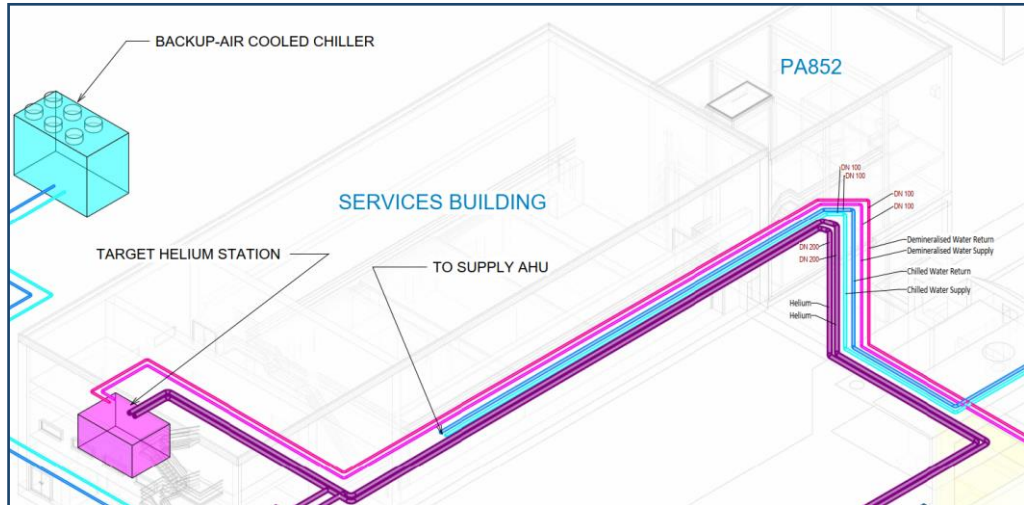 BACKUP-AIR COOLED CHILLER
PA852
SERVICES BUILDING
TARGET HELIUM STATION
TO SUPPLY AHU
DN 100
DN 100
DN 100
DN 100
DN 200
DN 200
Demineralised Water Return
Demineralised Water Supply
Chilled Water Return
Chilled Water Supply
Helium
Helium